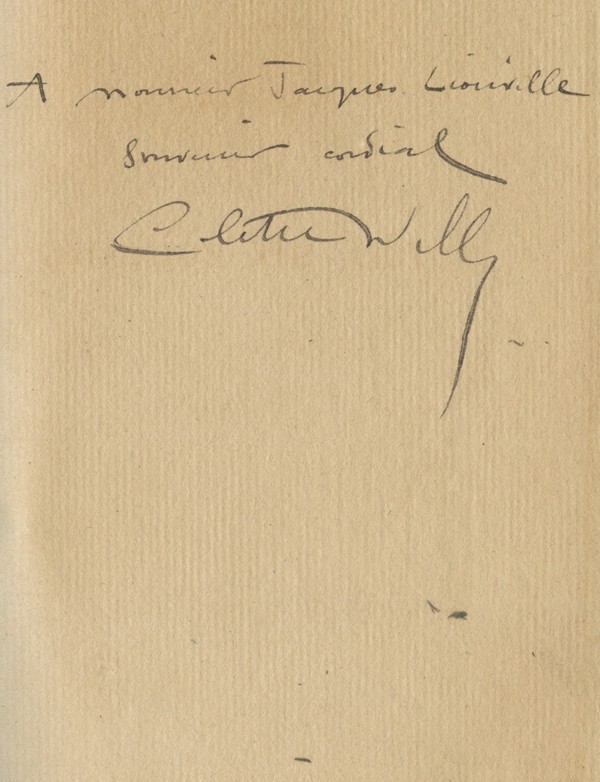 A monsieur Jacques Liouville
souvenir cordial
Colette Willy